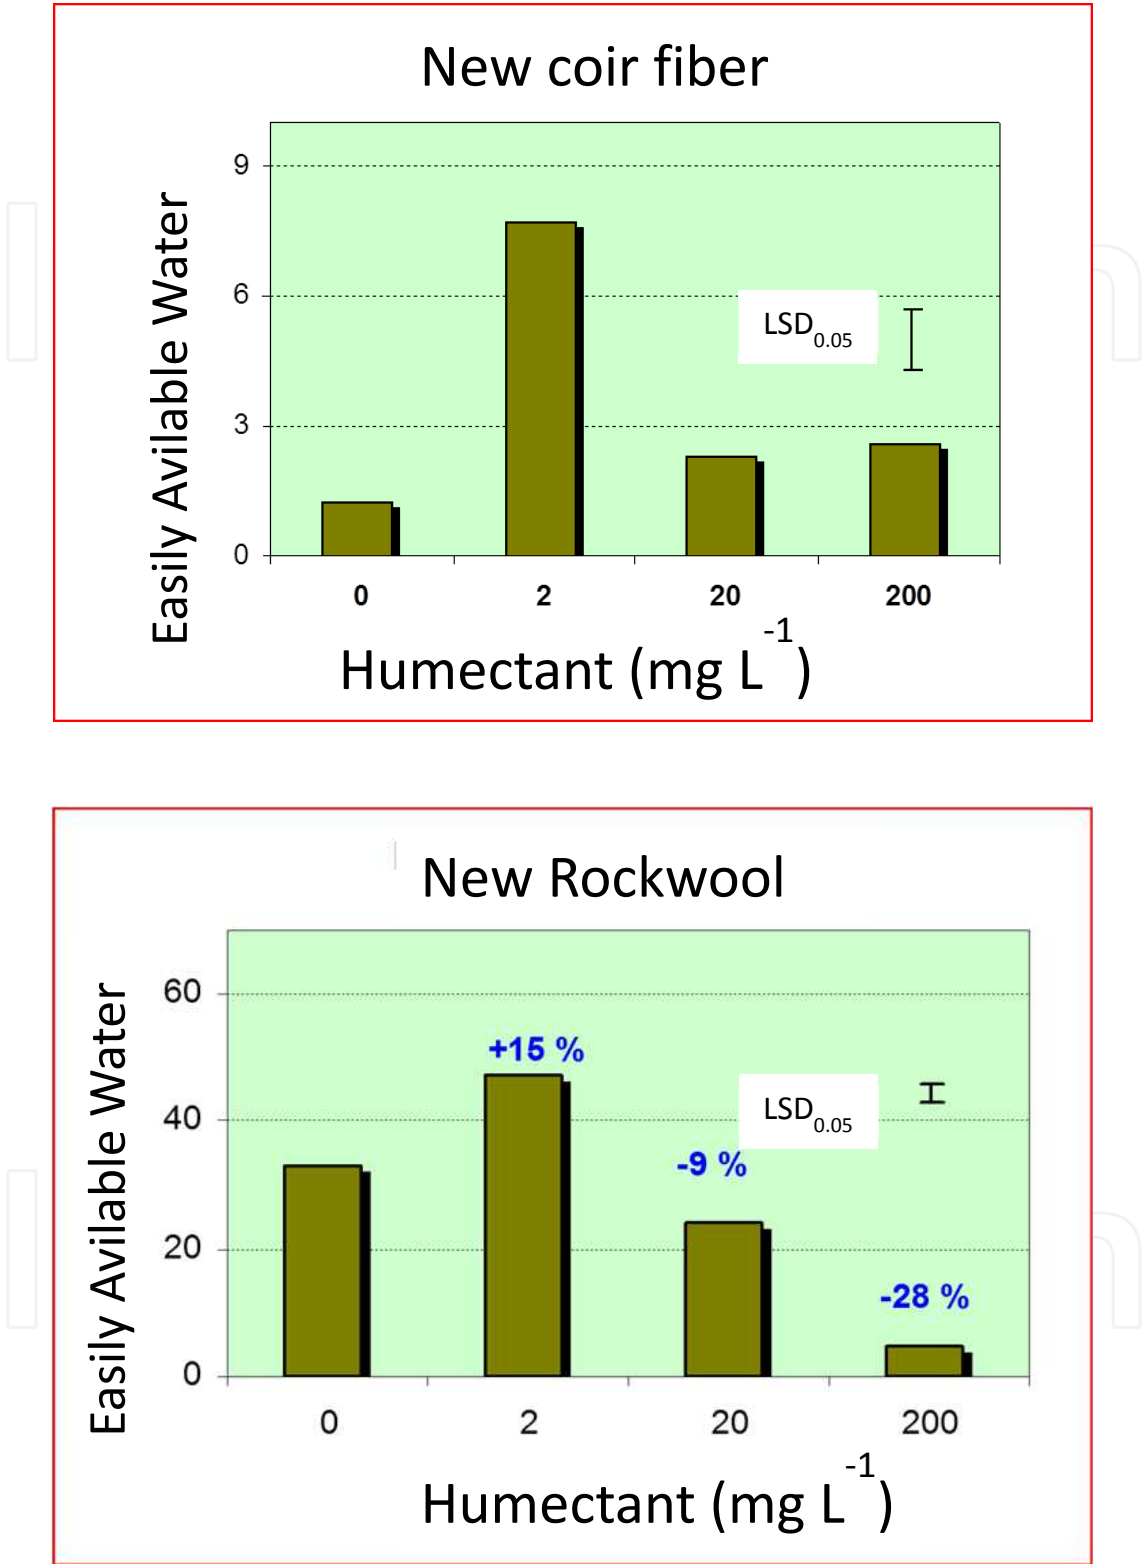 New coir fiber
Easily Avilable Water
9
6
3
0
LSD0.05
0 2 20 200
Humectant (mg L-1)
New Rockwool
Easily Avilable Water
60
40
20
0
+15 %
-9 %
-28 %
LSD0.05
0 2 20 200
Humectant (mg L-1)